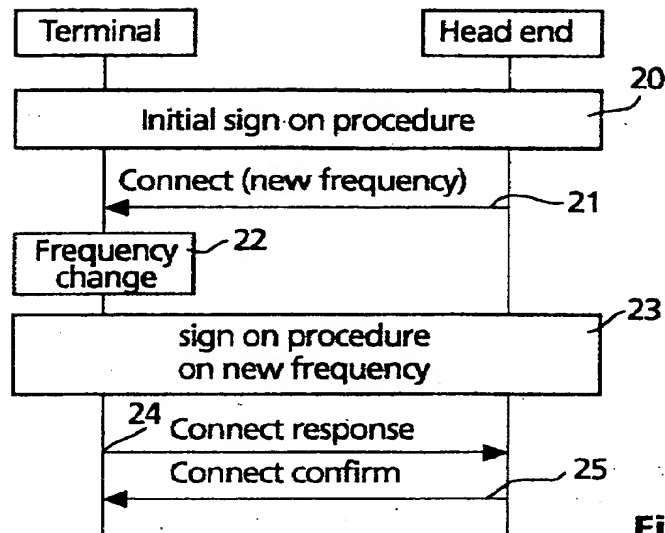 Terminal
Head end
20
Initial sign on procedure
Connect (new frequency)
21
Frequency
change
22
sign on procedure
on new frequency
23
24
Connect response
Connect confirm
25